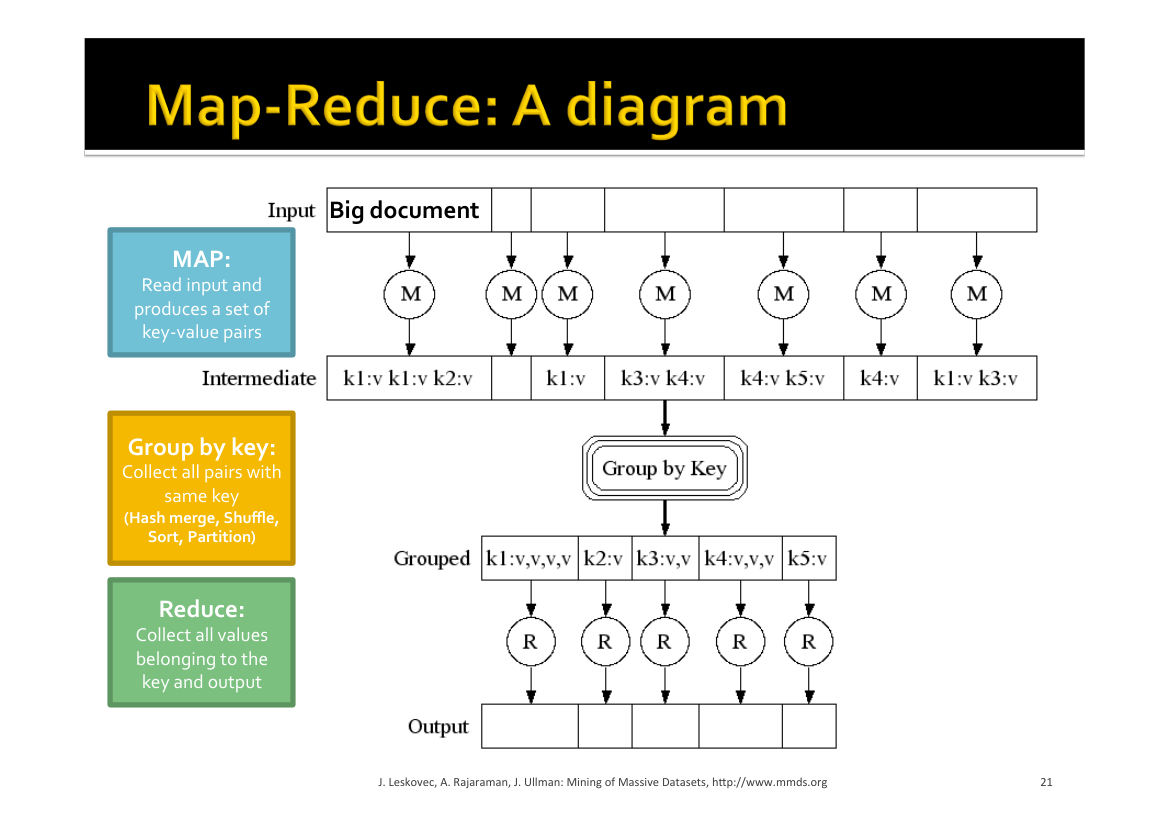 Map-Reduce: A diagram
Input
Big document
MAP:
Read input and
produces a set of
key-value pairs
M M M M M M M
Intermediate
k1:v k1:v k2:v
k1:v
k3:v k4:v
k4:v k5:v
k4:v
k1:v k3:v
Group by key:
Collect all pairs with
same key
(Hash merge, Shuffle,
Sort, Partition)
Group by Key
Grouped
k1:v,v,v,v
k2:v
k3:v,v
k4:v,v,v
k5:v
Reduce:
Collect all values
belonging to the
key and output
R R R R R
Output
J. Leskovec, A. Rajaraman, J. Ullman: Mining of Massive Datasets, http://www.mmds.org
21